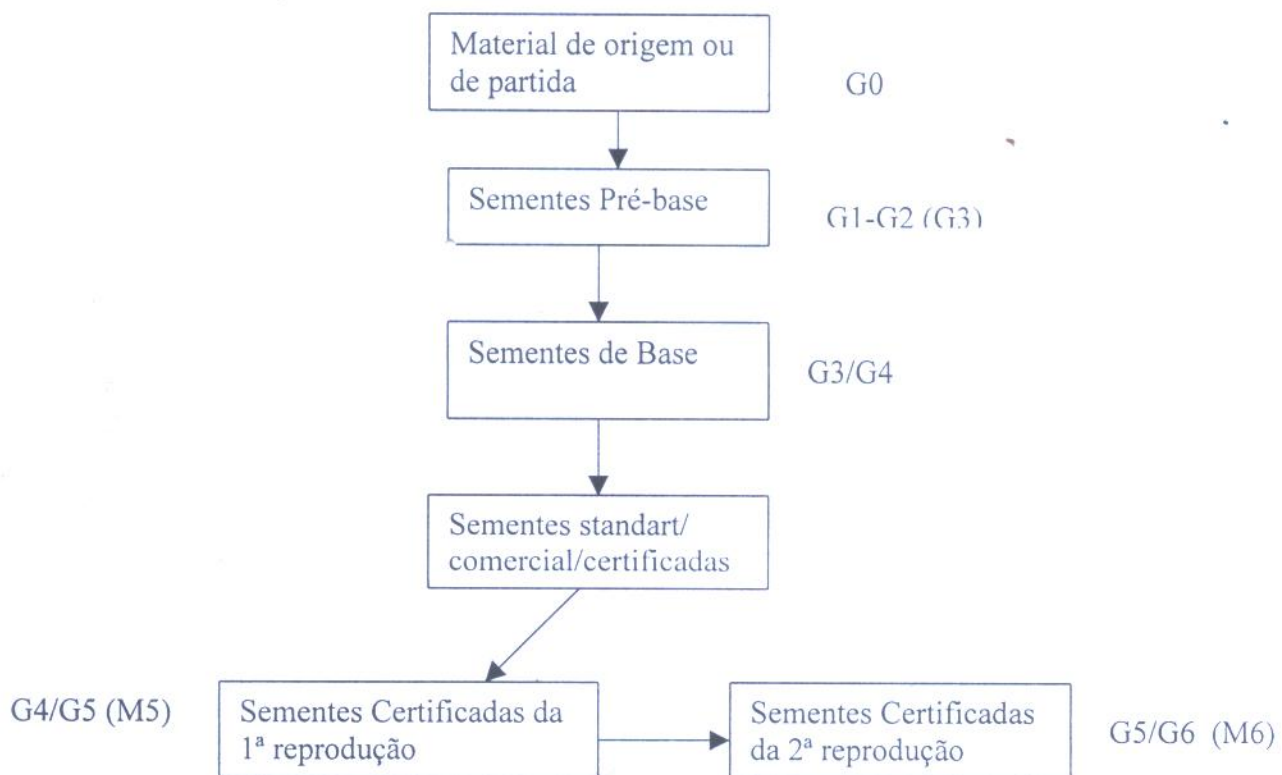 Material de origem ou
de partida
G0
Sementes Pré-base
G1-G2 (G3)
Sementes de Base
G3/G4
Sementes standart/
comercial/certificadas
G4/G5 (M5)
Sementes Certificadas da
1ª reprodução
Sementes Certificadas
da 2ª reprodução
G5/G6 (M6)